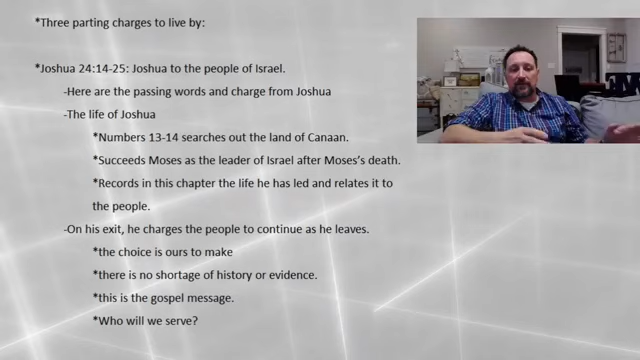 *Three parting charges to live by:
*Joshua 24:14-25: Joshua to the people of Israel.
-Here are the passing words and charge from Joshua
-The life of Joshua
*Numbers 13-14 searches out the land of Canaan.
*Succeeds Moses as the leader of Israel after Moses's death.
*Records in this chapter the life he has led and relates it to
the people.
-On his exit, he charges the people to continue as he leaves.
*the choice is ours to make
*there is no shortage of history or evidence.
*this is the gospel message.
*Who will we serve?